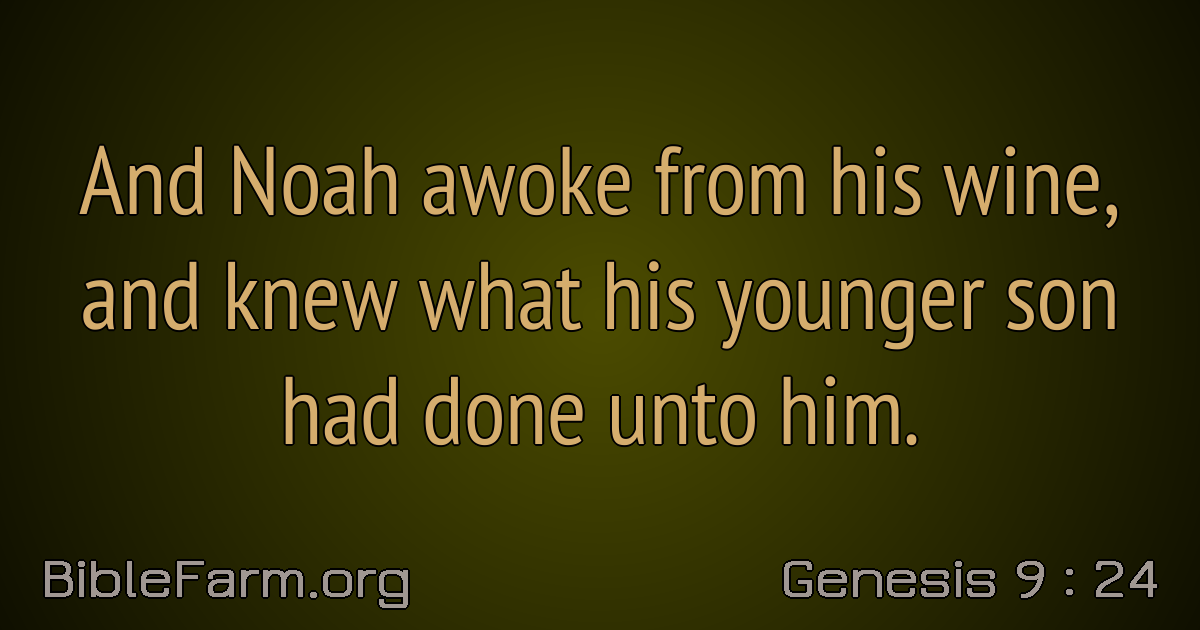 And Noah awoke from his wine,
and knew what his younger son
had done unto him.
BibleFarm.org
Genesis 9 : 24